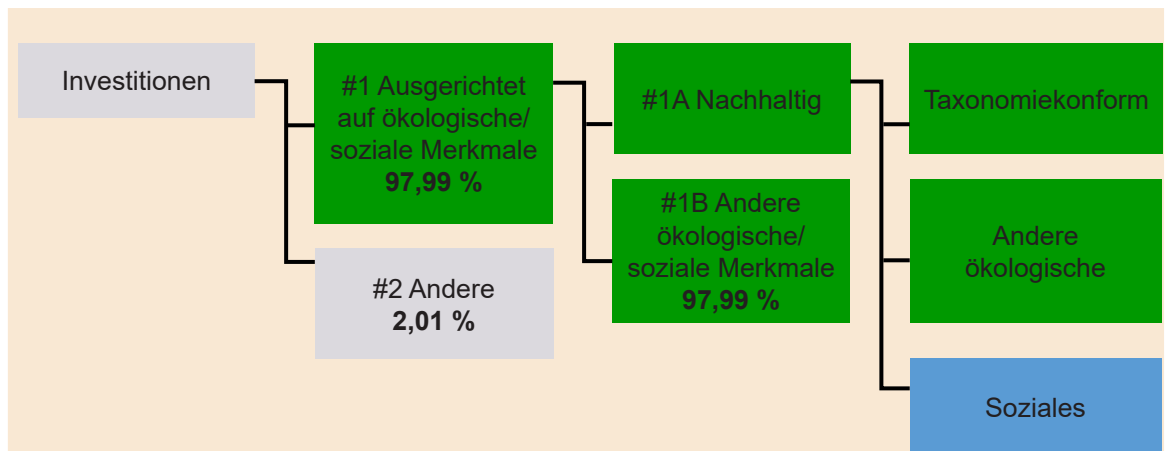 Investitionen
#1 Ausgerichtet
auf ökologische/
soziale Merkmale
97,99 %
#2 Andere
2,01 %
#1A Nachhaltig
#1B Andere
ökologische/
soziale Merkmale
97,99 %
Taxonomiekonform
Andere
ökologische
Soziales